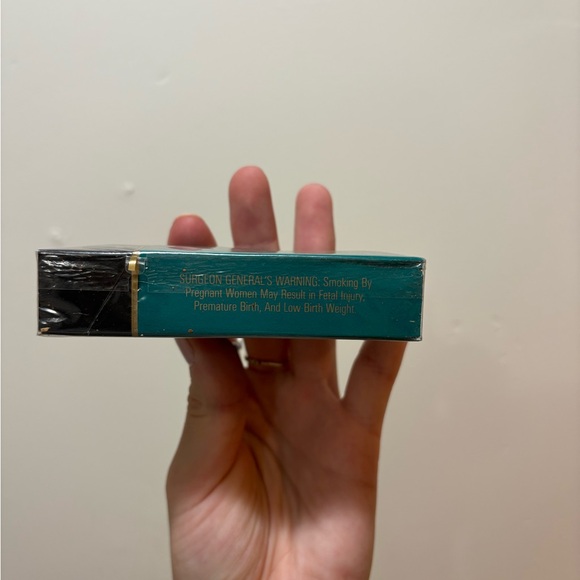 SURGEON GENERAL'S WARNING: Smoking By
Pregnant Women May Result in Fetal Injury,
Premature Birth, And Low Birth Weight.